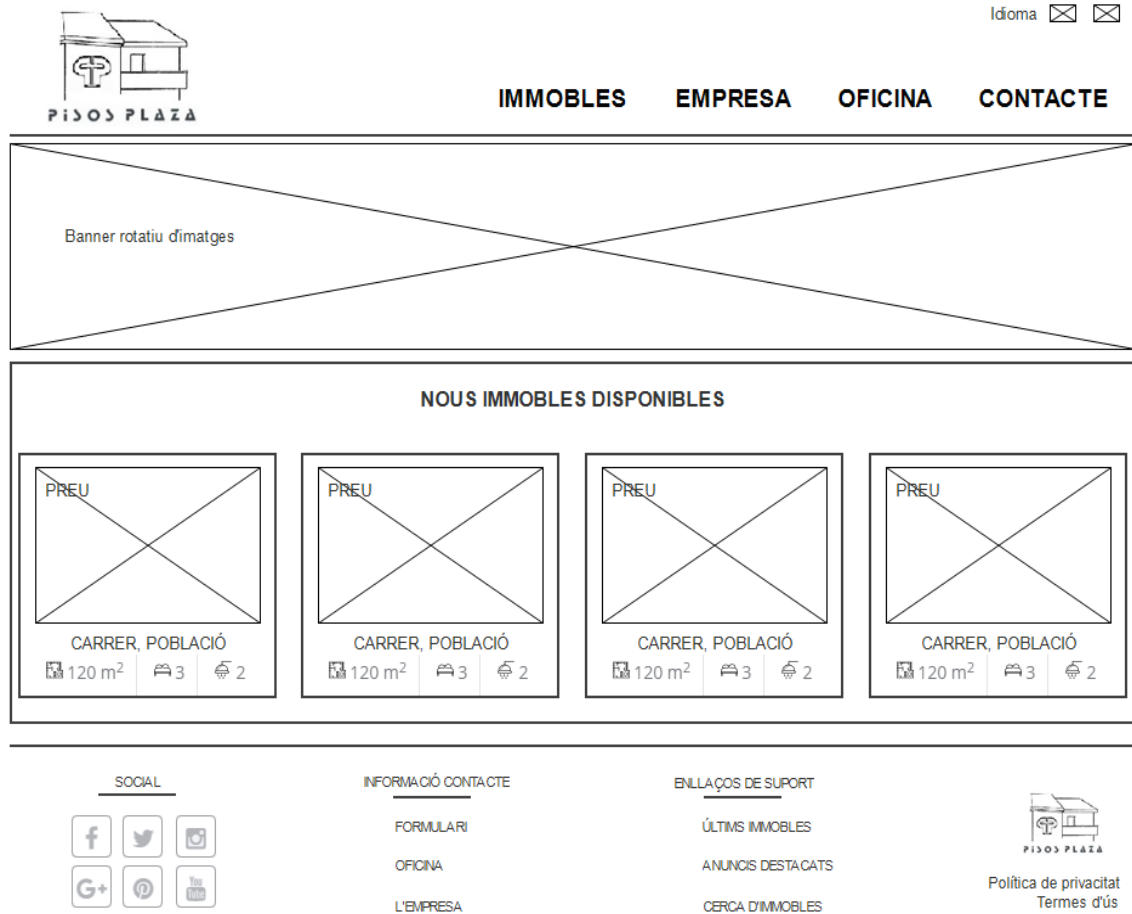 Idioma
PISOS PLAZA
IMMOBLES EMPRESA OFICINA CONTACTE
Banner rotatiu d'imatges
NOUS IMMOBLES DISPONIBLES
PREU PREU PREU PREU
CARRER, POBLACIÓ CARRER, POBLACIÓ CARRER, POBLACIÓ CARRER, POBLACIÓ
120 m² 3 2 120 m² 3 2 120 m² 3 2 120 m² 3 2
SOCIAL INFORMACIÓ CONTACTE ENLLAÇOS DE SUPORT
FORMULARI ÚLTIMS IMMOBLES
f You Tube
PISOS PLAZA
OFICINA ANUNCIS DESTACATS
G+
Política de privacitat
L'EMPRESA CERCA D'IMMOBLES Termes d'ús